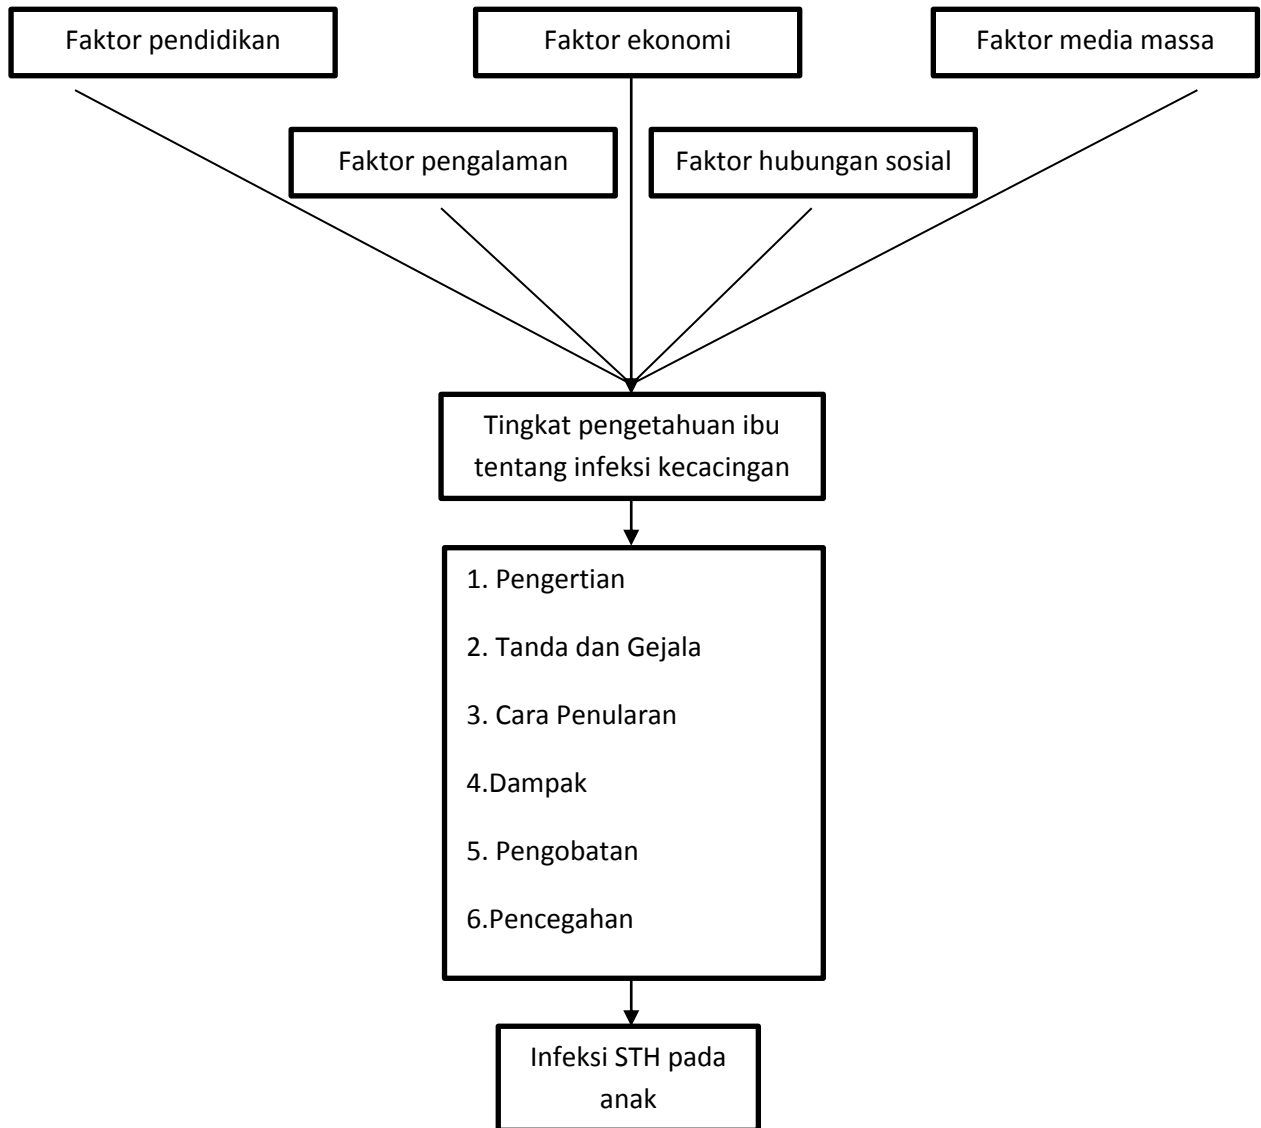 Faktor pendidikan
Faktor ekonomi
Faktor media massa
Faktor pengalaman
Faktor hubungan sosial
Tingkat pengetahuan ibu
tentang infeksi kecacingan
1. Pengertian
2. Tanda dan Gejala
3. Cara Penularan
4.Dampak
5. Pengobatan
6.Pencegahan
Infeksi STH pada
anak